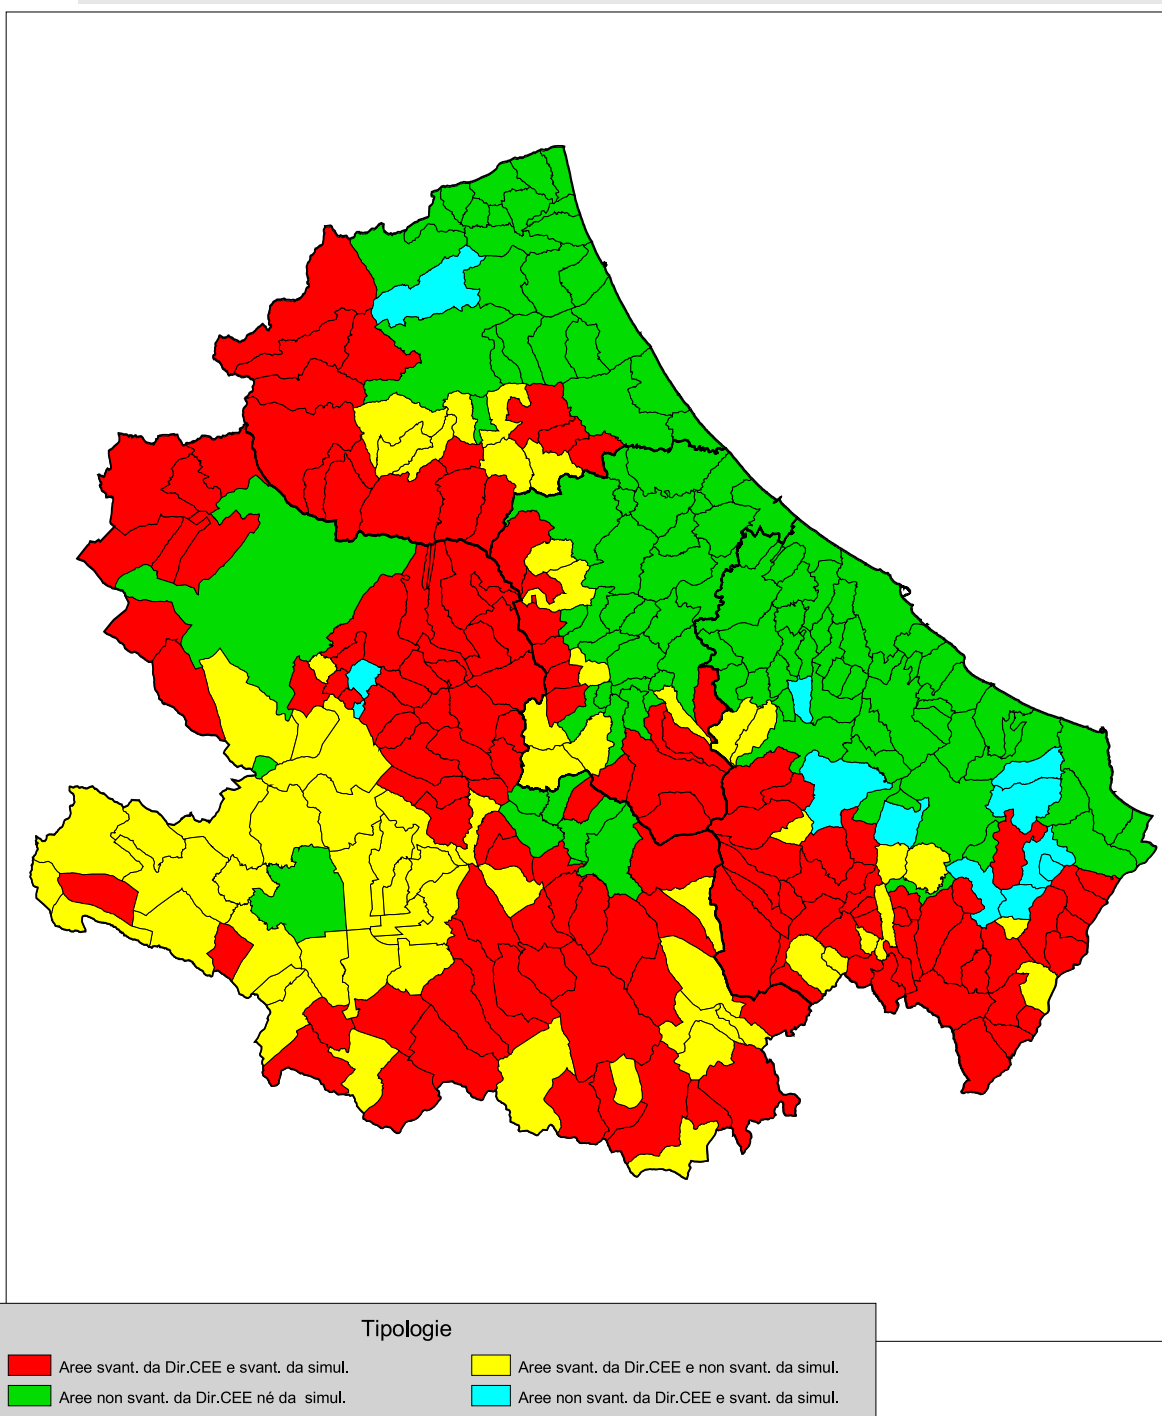 Tipologie
Aree svant. da Dir.CEE e svant. da simul.
Aree svant. da Dir.CEE e non svant. da simul.
Aree non svant. da Dir.CEE né da simul.
Aree non svant. da Dir.CEE e svant. da simul.